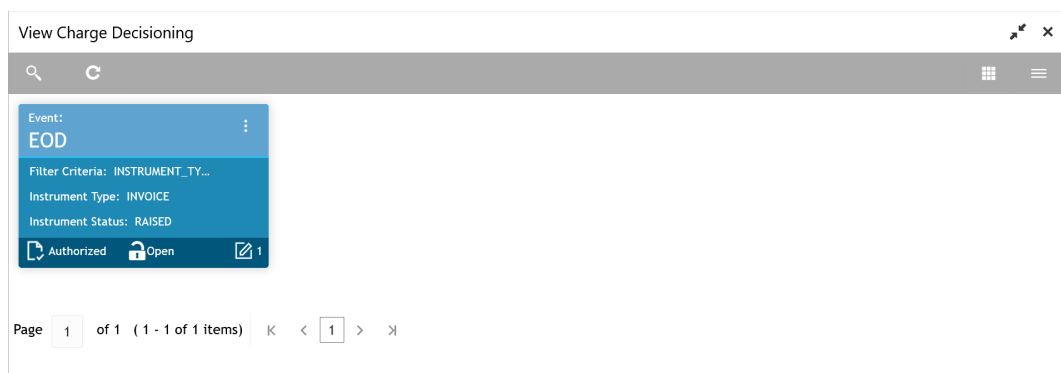 View Charge Decisioning
Event:
EOD
Filter Criteria: INSTRUMENT_TY...
Instrument Type: INVOICE
Instrument Status: RAISED
Authorized Open 1
Page 1 of 1 ( 1 - 1 of 1 items) 1